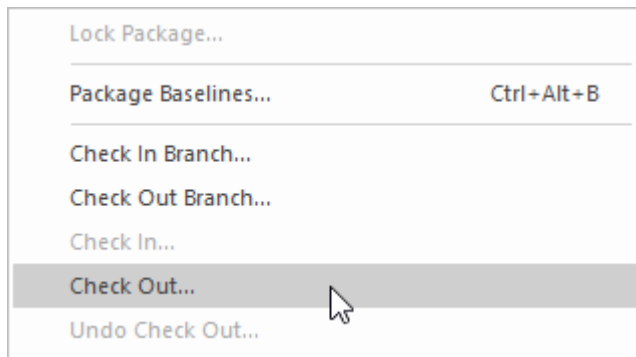 Lock Package...
Package Baselines... Ctrl+Alt+B
Check In Branch...
Check Out Branch...
Check In...
Check Out...
Undo Check Out...